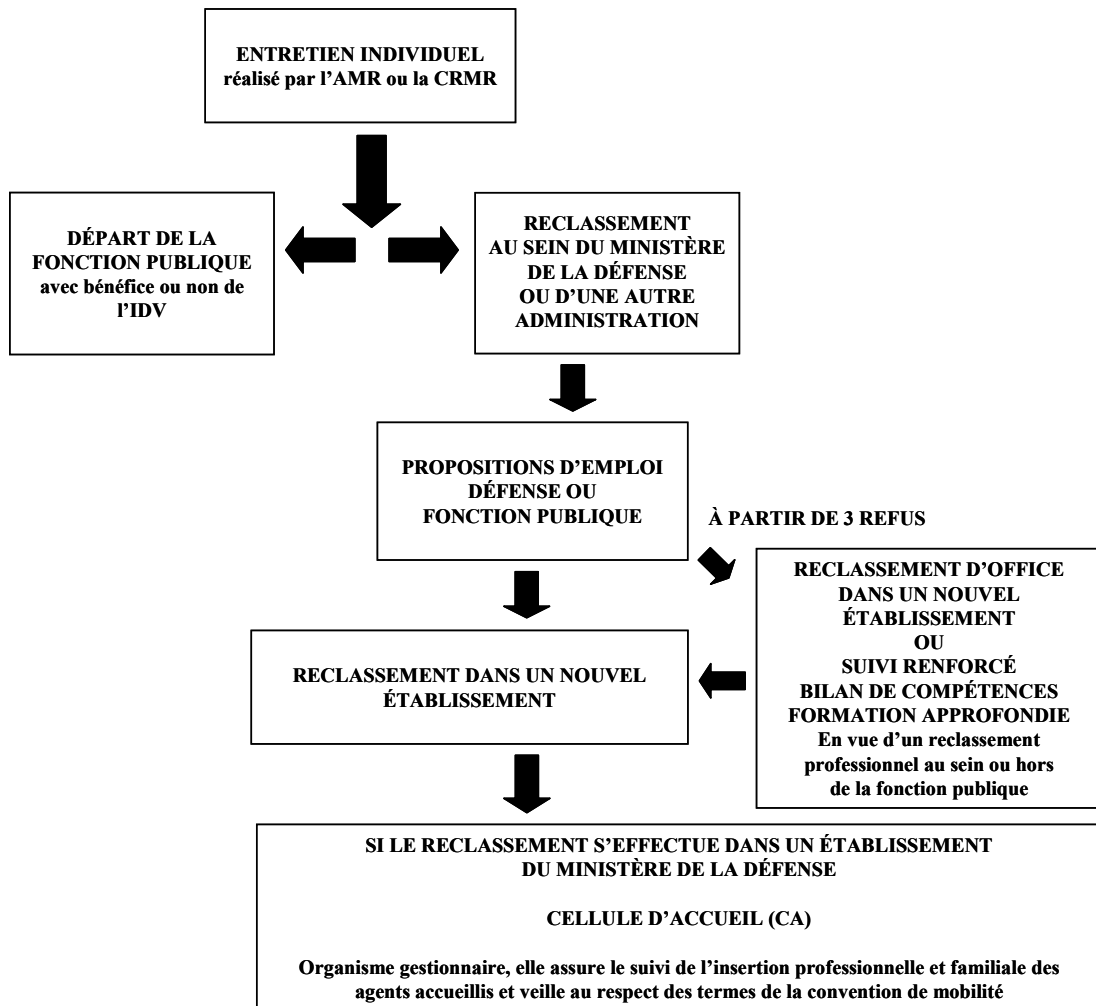 ENTRETIEN INDIVIDUEL
réalisé par l’AMR ou la CRMR
DÉPART DE LA
FONCTION PUBLIQUE
avec bénéfice ou non de
l’IDV
RECLASSEMENT
AU SEIN DU MINISTÈRE
DE LA DÉFENSE
OU D’UNE AUTRE
ADMINISTRATION
PROPOSITIONS D’EMPLOI
DÉFENSE OU
FONCTION PUBLIQUE
À PARTIR DE 3 REFUS
RECLASSEMENT D’OFFICE
DANS UN NOUVEL
ÉTABLISSEMENT
OU
SUIVI RENFORCÉ
BILAN DE COMPÉTENCES
FORMATION APPROFONDIE
En vue d’un reclassement
professionnel au sein ou hors
de la fonction publique
RECLASSEMENT DANS UN NOUVEL
ÉTABLISSEMENT
SI LE RECLASSEMENT S’EFFECTUE DANS UN ÉTABLISSEMENT
DU MINISTÈRE DE LA DÉFENSE
CELLULE D’ACCUEIL (CA)
Organisme gestionnaire, elle assure le suivi de l’insertion professionnelle et familiale des
agents accueillis et veille au respect des termes de la convention de mobilité